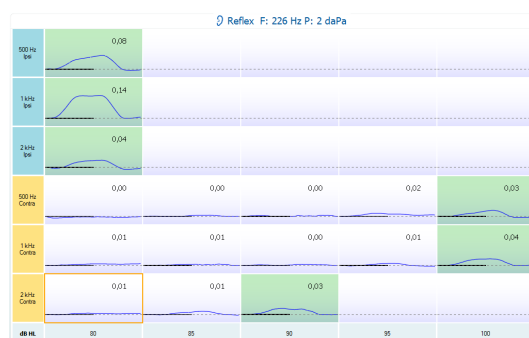 Reflex F: 226 Hz P: 2 daPa
500 Hz
Ipsi
0,08
1 kHz
Ipsi
0,14
2 kHz
Ipsi
0,04
500 Hz
Contra
0,00 0,00 0,00 0,02 0,03
1 kHz
Contra
0,01 0,01 0,00 0,01 0,04
2 kHz
Contra
0,01 0,01 0,03
dB HL 80 85 90 95 100